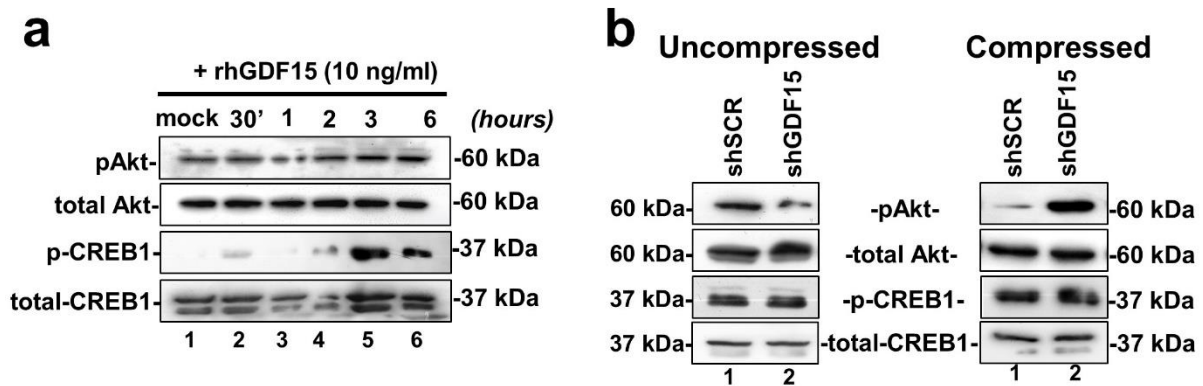 a
+ rhGDF15 (10 ng/ml)
mock 30' 1 2 3 6 (hours)
pAkt- -60 kDa
total Akt- -60 kDa
p-CREB1- -37 kDa
total-CREB1- -37 kDa
1 2 3 4 5 6
b
Uncompressed Compressed
shSCR shGDF15 shSCR shGDF15
60 kDa- -pAkt- -60 kDa
60 kDa- -total Akt- -60 kDa
37 kDa- -p-CREB1- -37 kDa
37 kDa- -total-CREB1- -37 kDa
1 2 1 2